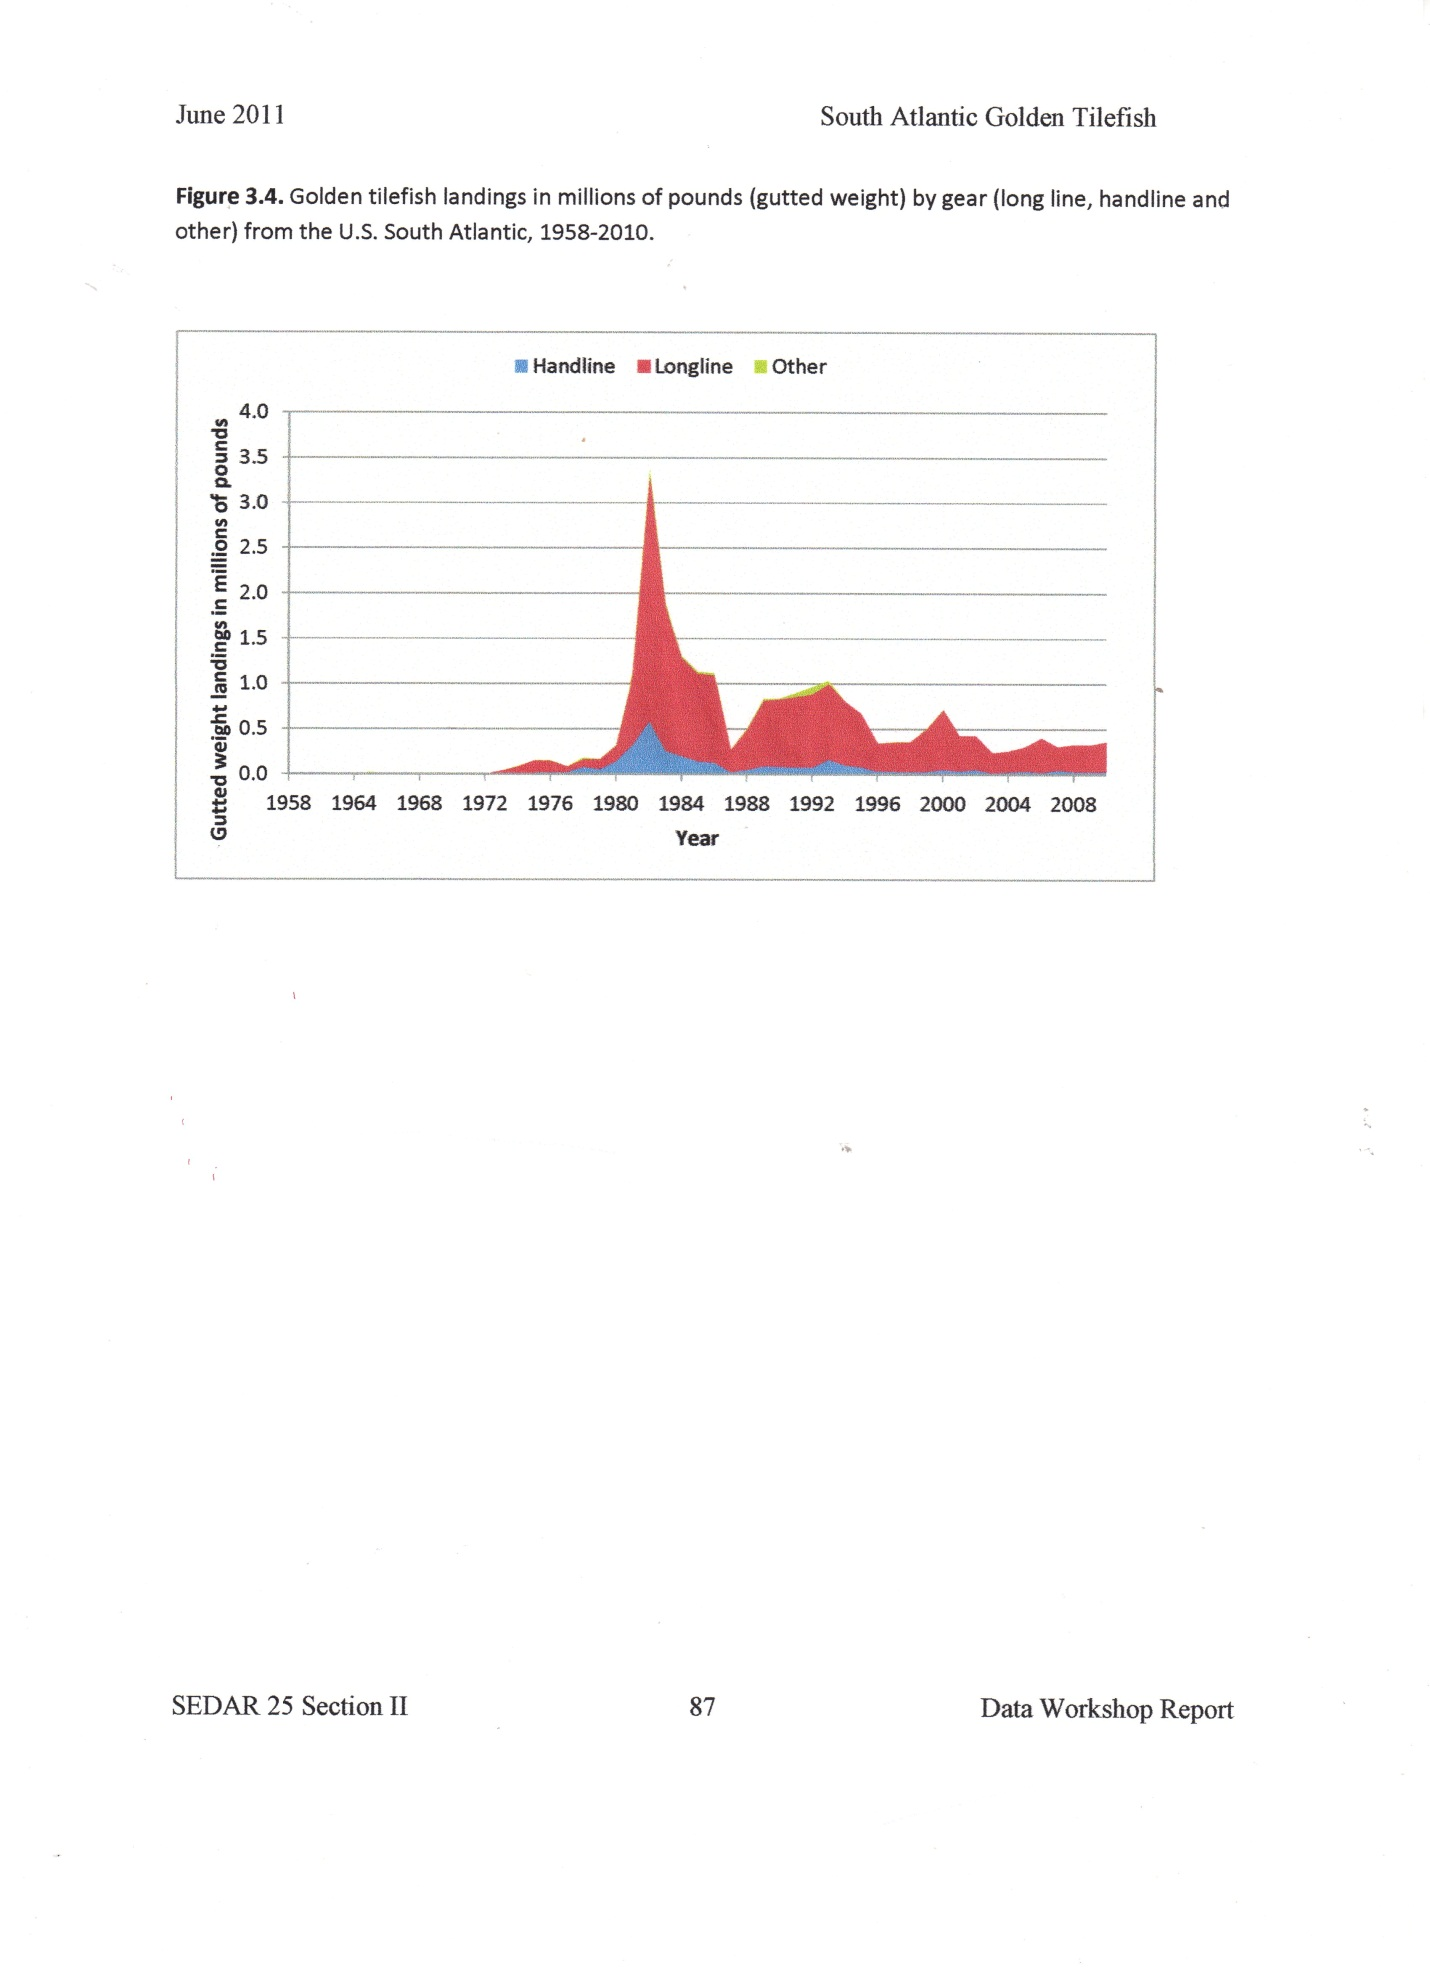 June 2011
South Atlantic Golden Tilefish
Figure 3.4. Golden tilefish landings in millions of pounds (gutted weight) by gear (long line, handline and
other) from the U.S. South Atlantic, 1958-2010.
Handline Longline Other
Gutted weight landings in millions of pounds
4.0
3.5
3.0
2.5
2.0
1.5
1.0
0.5
0.0
1958 1964 1968 1972 1976 1980 1984 1988 1992 1996 2000 2004 2008
Year
SEDAR 25 Section II
87
Data Workshop Report